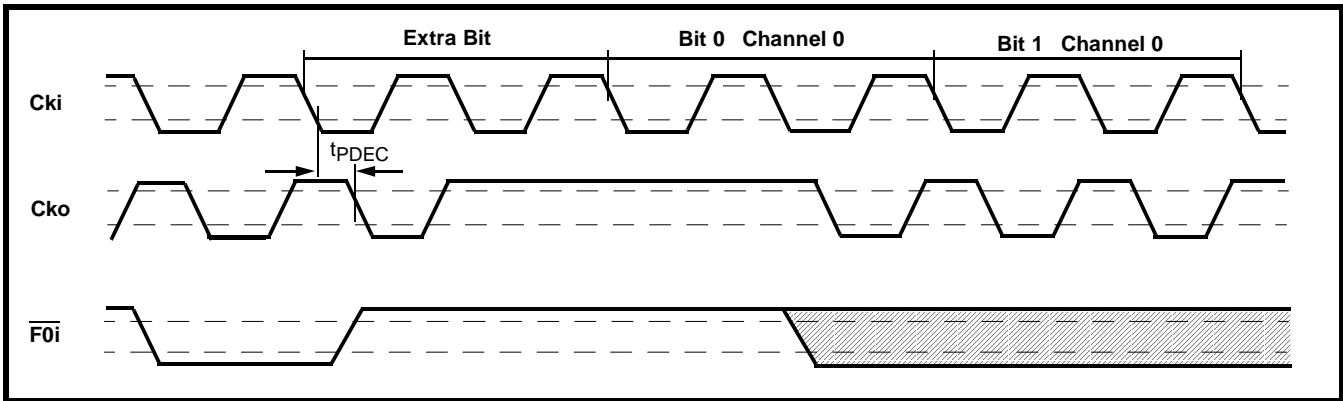 Extra Bit
Bit 0 Channel 0
Bit 1 Channel 0
Cki
tPDEC
Cko
F0i